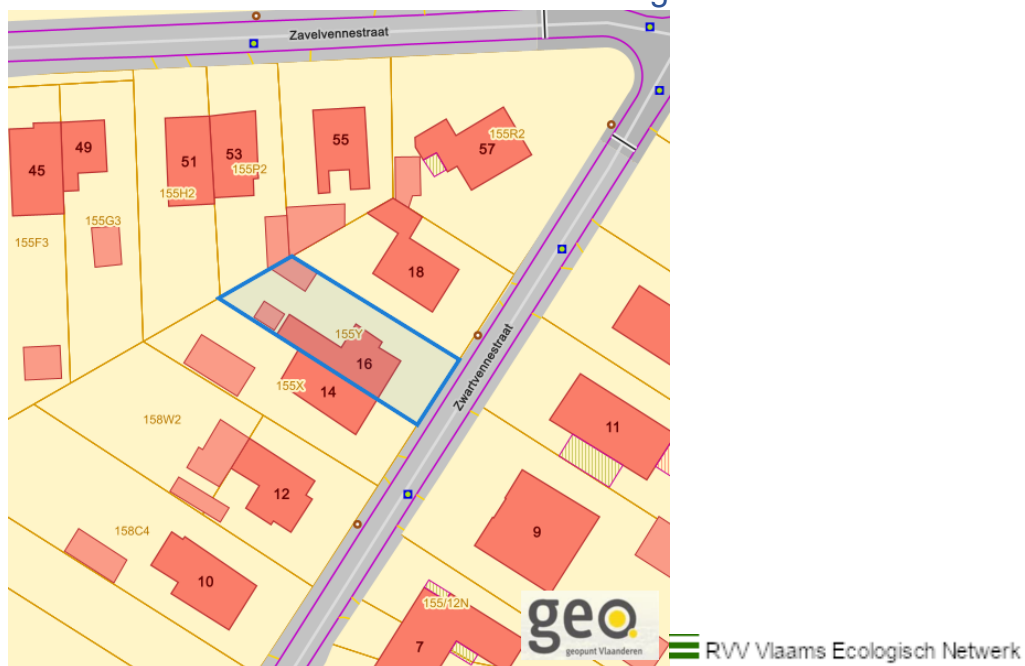 g
Zavelvennestraat
45
49
51
53
55
57
155R2
155P2
155H2
155G3
155F3
18
155Y
16
155X
14
Zwartvennestraat
158W2
11
12
9
158C4
10
155/12N
7
geo.
geopunt Vlaanderen
RVV Vlaams Ecologisch Netwerk